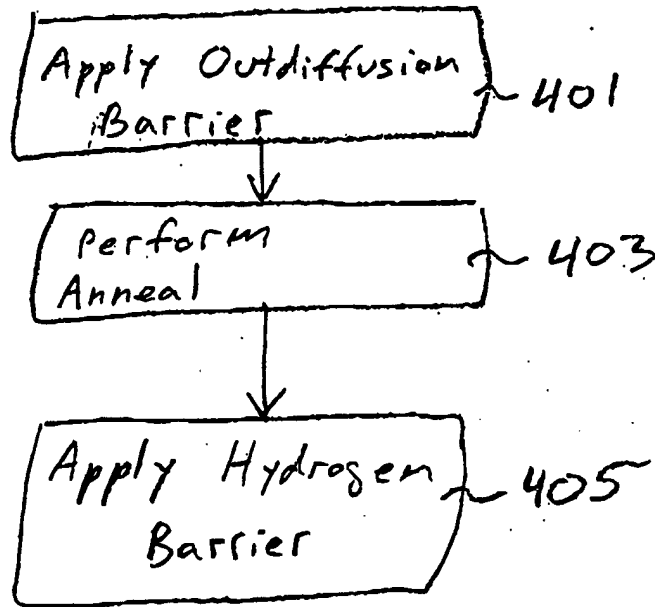 Apply Outdiffusion
Barrier
401
Perform
Anneal
403
Apply Hydrogen
Barrier
405